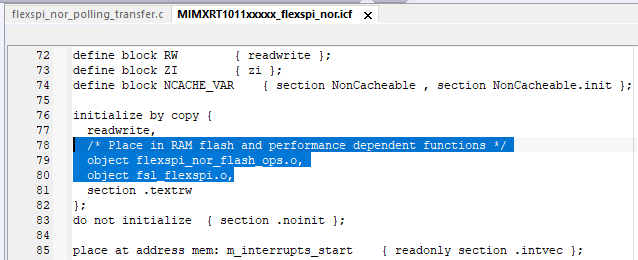 flexspi_nor_polling_transfer.c MIMXRT1011xxxxx_flexspi_nor.icf x
72 define block RW { readwrite };
73 define block ZI { zi };
74 define block NCACHE_VAR { section NonCacheable , section NonCacheable.init };
75
76 initialize by copy {
77 readwrite,
78 /* Place in RAM flash and performance dependent functions */
79 object flexspi_nor_flash_ops.o,
80 object fsl_flexspi.o,
81 section .textrw
82 };
83 do not initialize { section .noinit };
84
85 place at address mem: m_interrupts_start { readonly section .intvec };